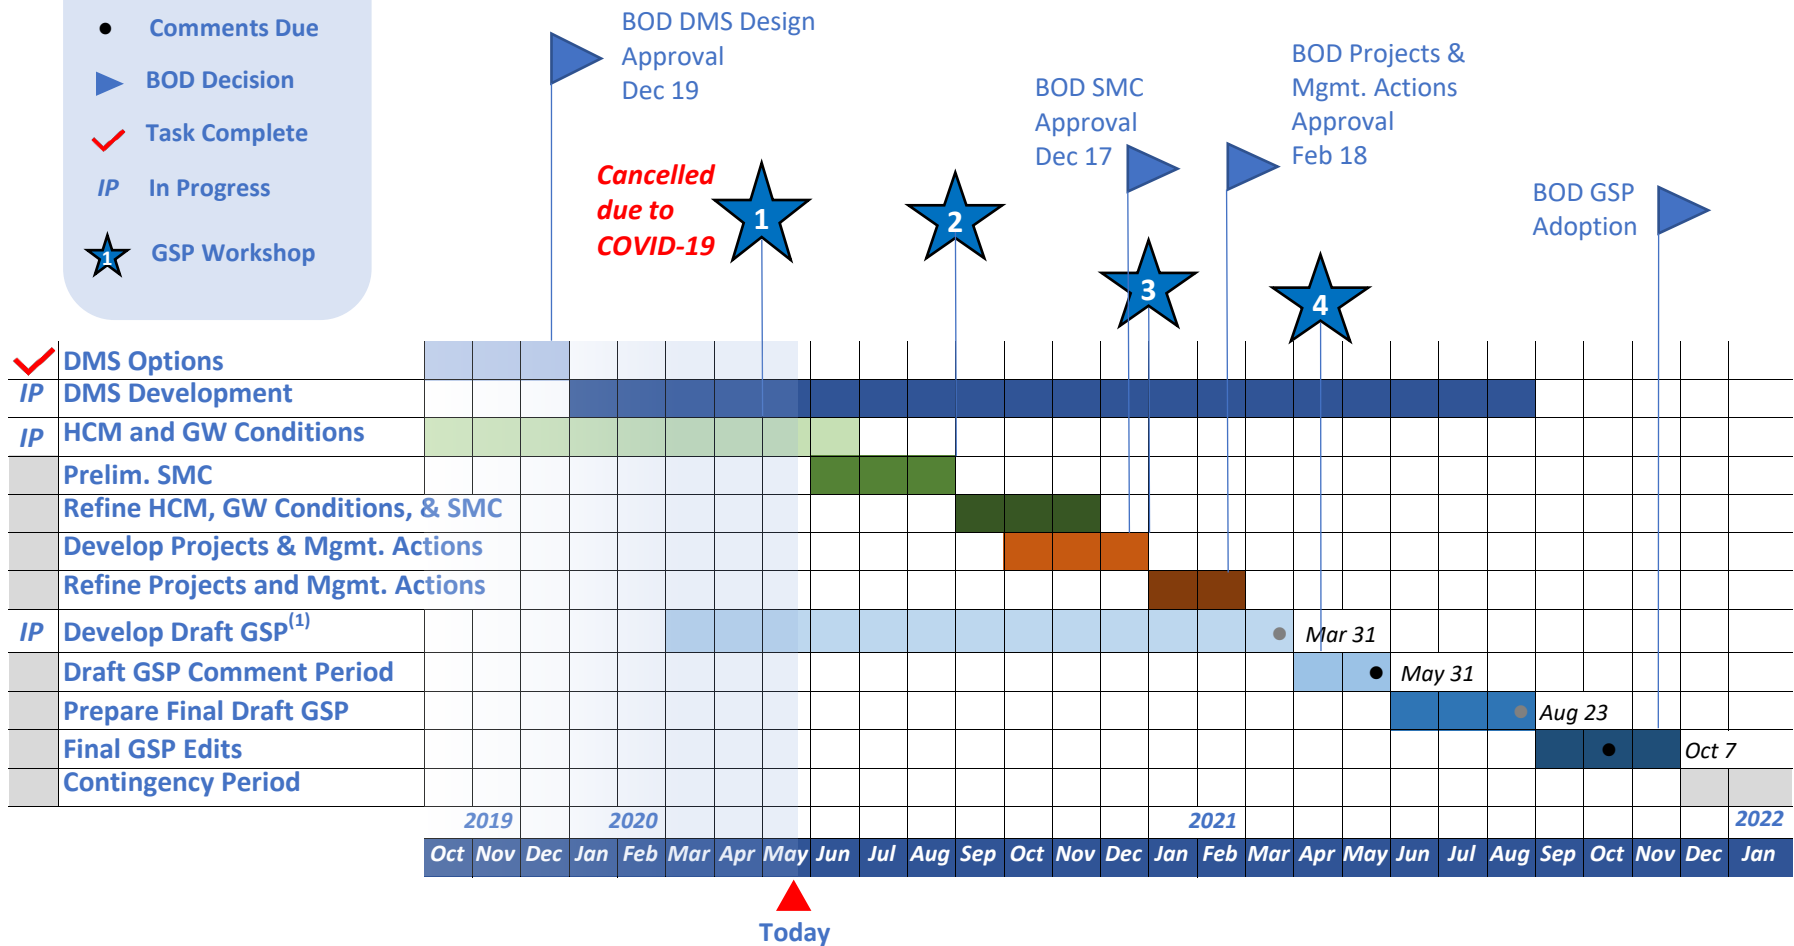 Comments Due
BOD Decision
Task Complete
IP In Progress
1 GSP Workshop
BOD DMS Design
Approval
Dec 19
Cancelled
due to
COVID-19
1
2
BOD SMC
Approval
Dec 17
3
BOD Projects &
Mgmt. Actions
Approval
Feb 18
4
BOD GSP
Adoption
DMS Options
IP DMS Development
IP HCM and GW Conditions
Prelim. SMC
Refine HCM, GW Conditions, & SMC
Develop Projects & Mgmt. Actions
Refine Projects and Mgmt. Actions
IP Develop Draft GSP(1) Mar 31
Draft GSP Comment Period May 31
Prepare Final Draft GSP Aug 23
Final GSP Edits Oct 7
Contingency Period
2019 2020 2021 2022
Oct Nov Dec Jan Feb Mar Apr May Jun Jul Aug Sep Oct Nov Dec Jan Feb Mar Apr May Jun Jul Aug Sep Oct Nov Dec Jan
Today